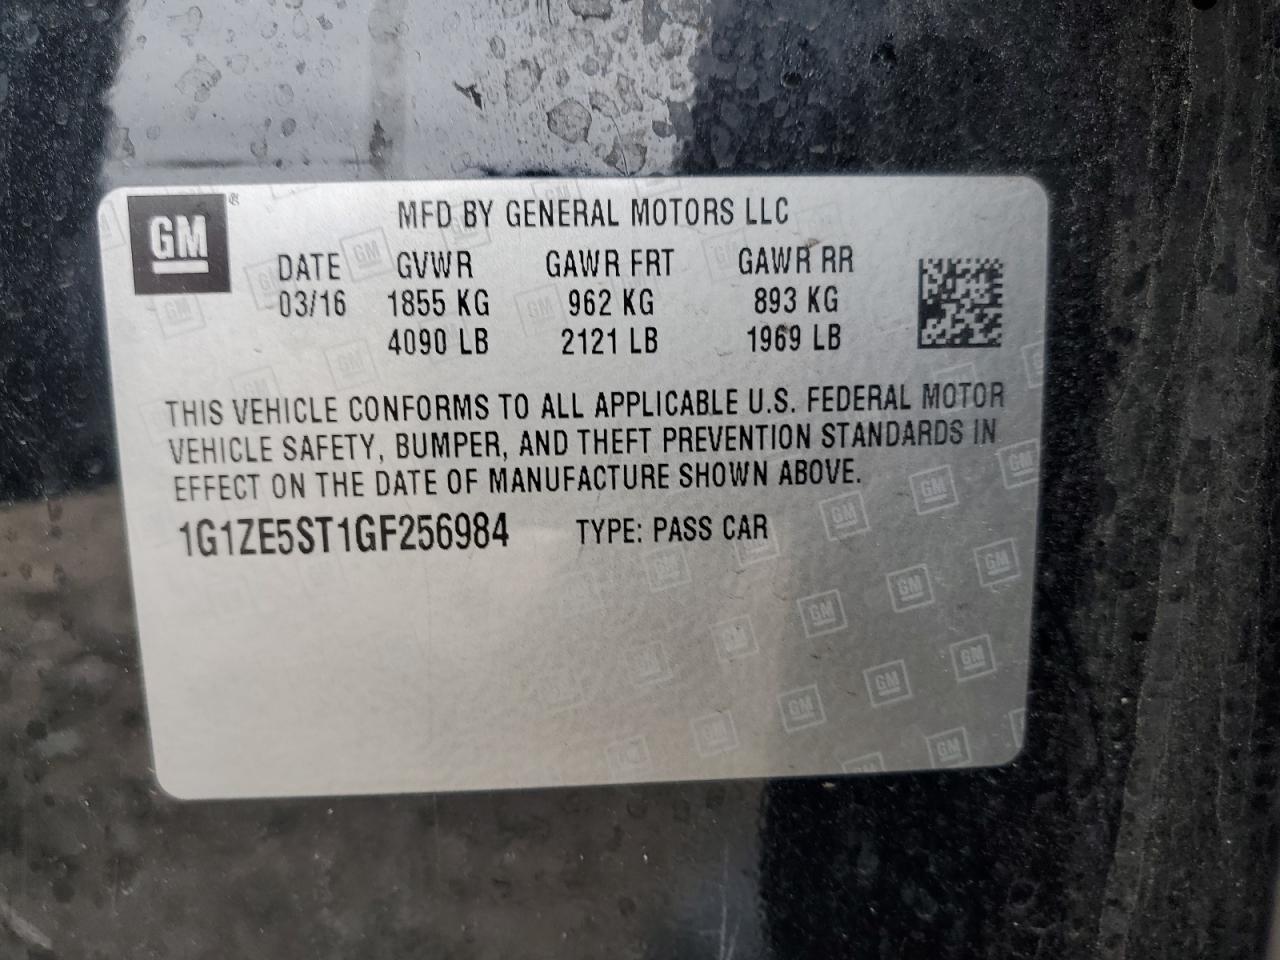 GM
MFD BY GENERAL MOTORS LLC
DATE GVWR GAWR FRT GAWR RR
03/16 1855 KG 962 KG 893 KG
4090 LB 2121 LB 1969 LB
THIS VEHICLE CONFORMS TO ALL APPLICABLE U.S. FEDERAL MOTOR
VEHICLE SAFETY, BUMPER, AND THEFT PREVENTION STANDARDS IN
EFFECT ON THE DATE OF MANUFACTURE SHOWN ABOVE.
1G1ZE5ST1GF256984 TYPE: PASS CAR